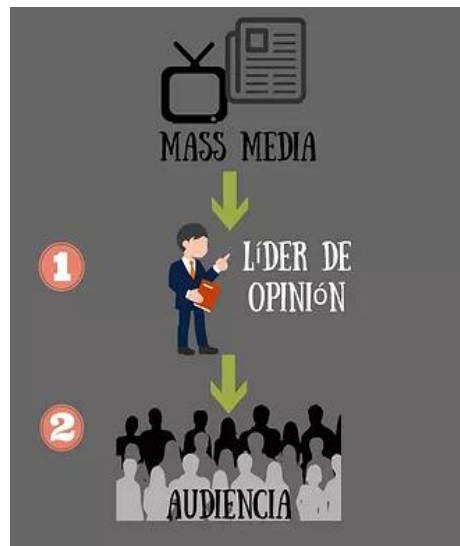 MASS MEDIA
1
LíDER DE
OPINIóN
2
AUDIENCIA